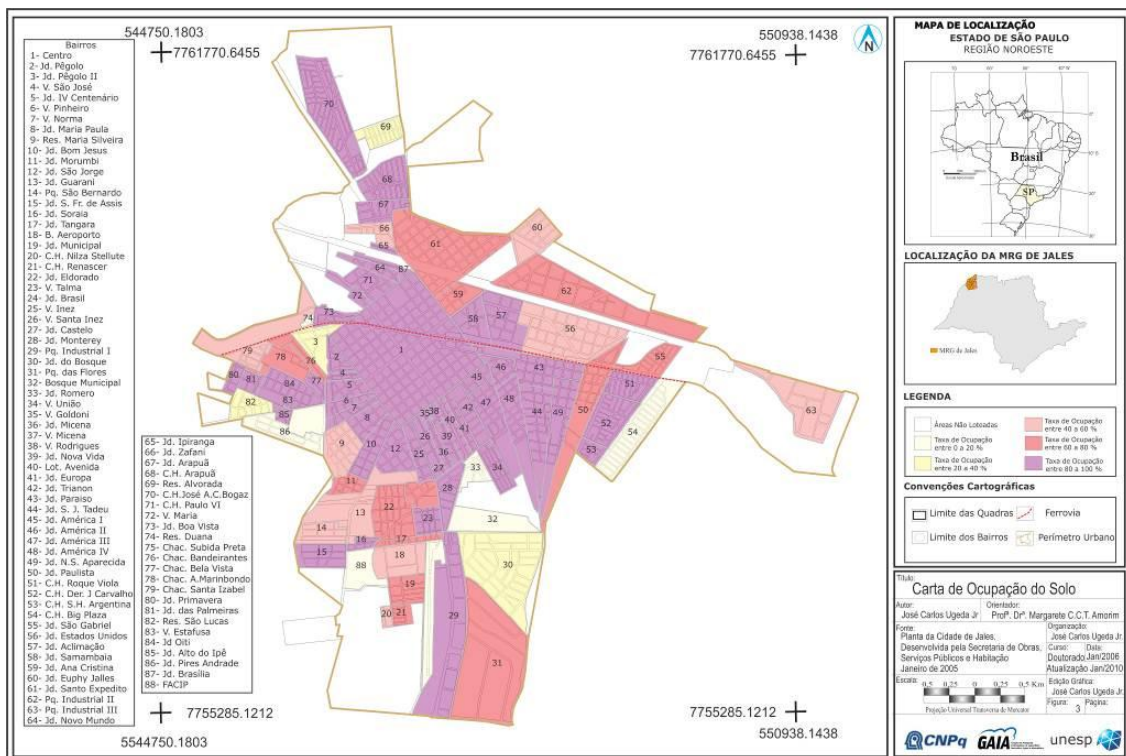 544750.1803
7761770.6455
550938.1438
7761770.6455
N
Bairros
1- Centro
2- Jd. Pêgolo
3- Jd. Pêgolo II
4- V. São José
5- Jd. IV Centenário
6- V. Pinheiro
7- V. Norma
8- Jd. Maria Paula
9- Res. Maria Silveira
10- Jd. Bom Jesus
11- Jd. Morumbi
12- Jd. São Jorge
13- Jd. Guarani
14- Pq. São Bernardo
15- Jd. S. Fr. de Assis
16- Jd. Soraia
17- Jd. Tangara
18- B. Aeroporto
19- Jd. Municipal
20- C.H. Nilza Stellute
21- C.H. Renascer
22- Jd. Eldorado
23- V. Talma
24- Jd. Brasil
25- V. Inez
26- V. Santa Inez
27- Jd. Castelo
28- Jd. Monterey
29- Pq. Industrial I
30- Jd. do Bosque
31- Pq. das Flores
32- Bosque Municipal
33- Jd. Romero
34- V. União
35- V. Goldoni
36- Jd. Micena
37- V. Micena
38- V. Rodrigues
39- Jd. Nova Vida
40- Lot. Avenida
41- Jd. Europa
42- Jd. Trianon
43- Jd. Paraiso
44- Jd. S. J. Tadeu
45- Jd. América I
46- Jd. América II
47- Jd. América III
48- Jd. América IV
49- Jd. N.S. Aparecida
50- Jd. Paulista
51- C.H. Roque Viola
52- C.H. Der. J Carvalho
53- C.H. S.H. Argentina
54- C.H. Big Plaza
55- Jd. São Gabriel
56- Jd. Estados Unidos
57- Jd. Aclimação
58- Jd. Samambaia
59- Jd. Ana Cristina
60- Jd. Euphy Jalles
61- Jd. Santo Expedito
62- Pq. Industrial II
63- Pq. Industrial III
64- Jd. Novo Mundo
65- Jd. Ipiranga
66- Jd. Zafani
67- Jd. Arapuã
68- C.H. Arapuã
69- Res. Alvorada
70- C.H.José A.C.Bogaz
71- C.H. Paulo VI
72- V. Maria
73- Jd. Boa Vista
74- Res. Duana
75- Chac. Subida Preta
76- Chac. Bandeirantes
77- Chac. Bela Vista
78- Chac. A.Marinbondo
79- Chac. Santa Izabel
80- Jd. Primavera
81- Jd. das Palmeiras
82- Res. São Lucas
83- V. Estafusa
84- Jd Oiti
85- Jd. Alto do Ipê
86- Jd. Pires Andrade
87- Jd. Brasília
88- FACIP
7755285.1212
5544750.1803
7755285.1212
550938.1438
MAPA DE LOCALIZAÇÃO
ESTADO DE SÃO PAULO
REGIÃO NOROESTE
Brasil
SP
LOCALIZAÇÃO DA MRG DE JALES
MRG de Jales
LEGENDA
Áreas Não Loteadas
Taxa de Ocupação
entre 0 a 20 %
Taxa de Ocupação
entre 20 a 40 %
Taxa de Ocupação
entre 40 a 60 %
Taxa de Ocupação
entre 60 a 80 %
Taxa de Ocupação
entre 80 a 100 %
Convenções Cartográficas
Limite das Quadras
Ferrovia
Limite dos Bairros
Perímetro Urbano
Título:
Carta de Ocupação do Solo
Autor:
José Carlos Ugeda Jr
Orientador:
Profª. Drª. Margarete C.C.T. Amorim
Fonte:
Planta da Cidade de Jales,
Desenvolvida pela Secretaria de Obras,
Serviços Públicos e Habitação
Janeiro de 2005
Organização:
José Carlos Ugeda Jr.
Curso:
Doutorado
Data:
Jan/2006
Atualização Jan/2010
Escala:
0,5 0,25 0 0,25 0,5 Km
Projeção Universal Transversa de Mercator
Edição Gráfica:
José Carlos Ugeda Jr.
Figura:
3
Página:
CNPq
GAIA
unesp